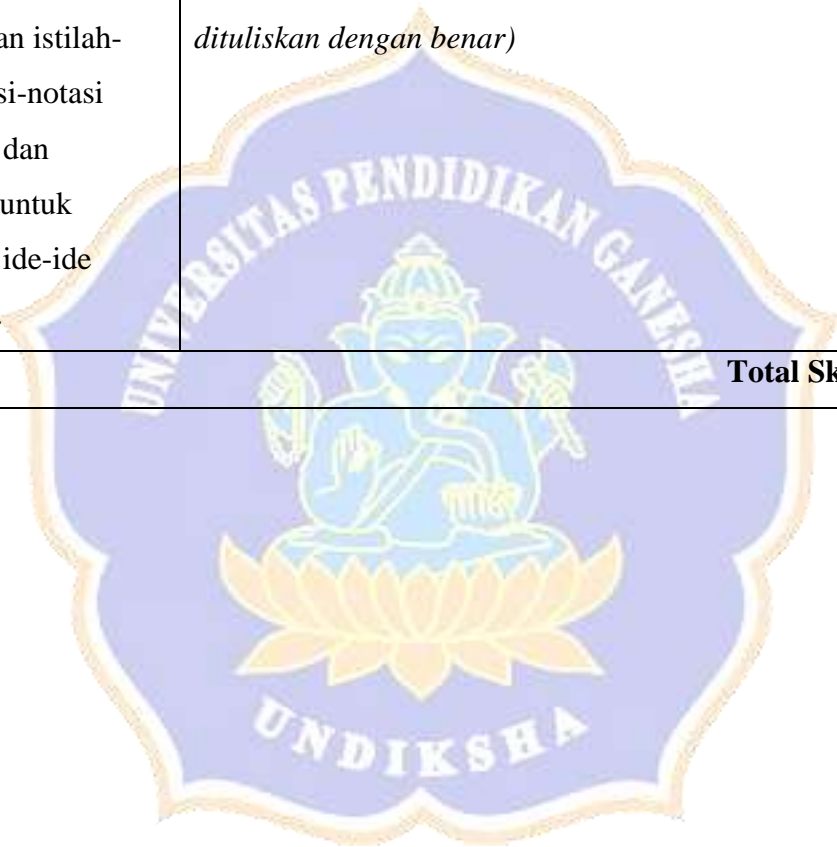 an istilah-
si-notasi
dan
untuk
ide-ide
dituliskan dengan benar)
Total Sk
UNIVERSITAS PENDIDIKAN GANESHA
UNDIKSHA